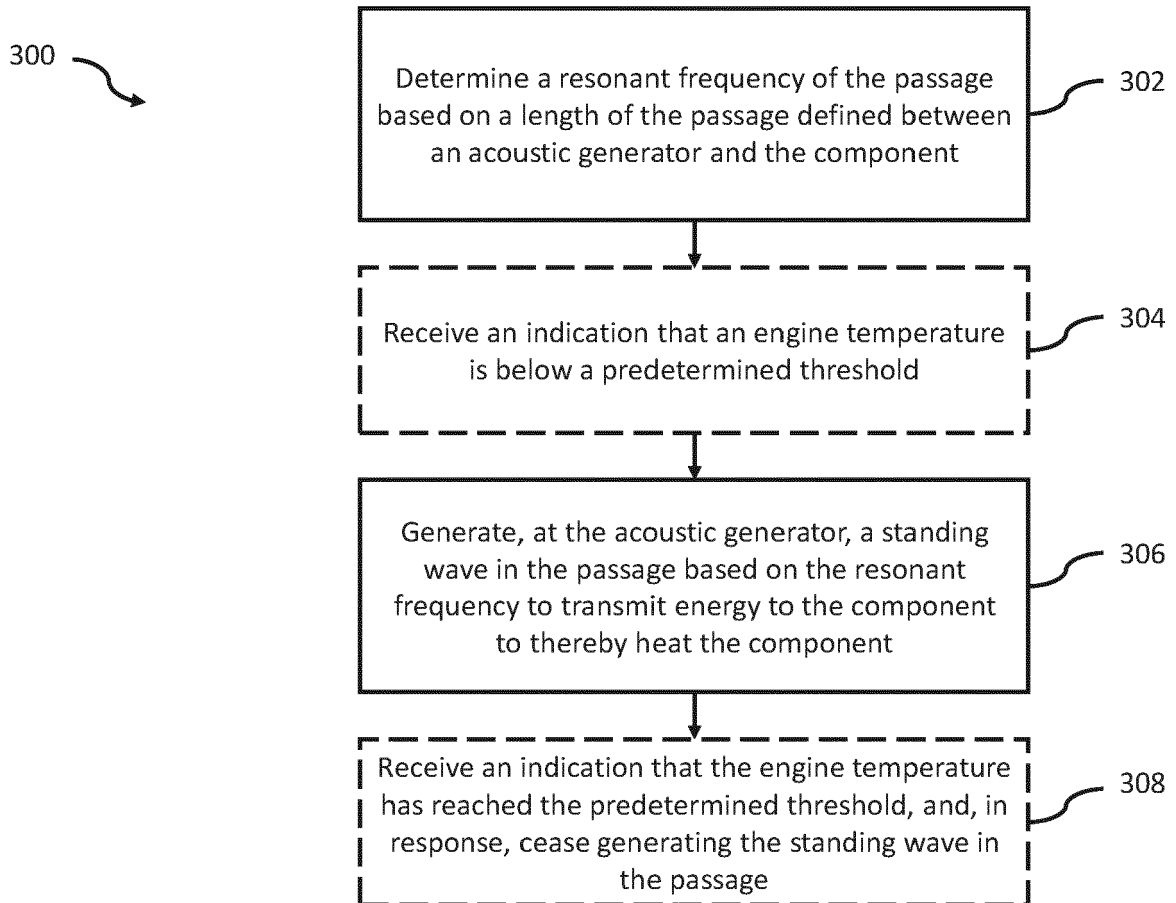 300
Determine a resonant frequency of the passage
based on a length of the passage defined between
an acoustic generator and the component
302
Receive an indication that an engine temperature
is below a predetermined threshold
304
Generate, at the acoustic generator, a standing
wave in the passage based on the resonant
frequency to transmit energy to the component
to thereby heat the component
306
Receive an indication that the engine temperature
has reached the predetermined threshold, and, in
response, cease generating the standing wave in
the passage
308